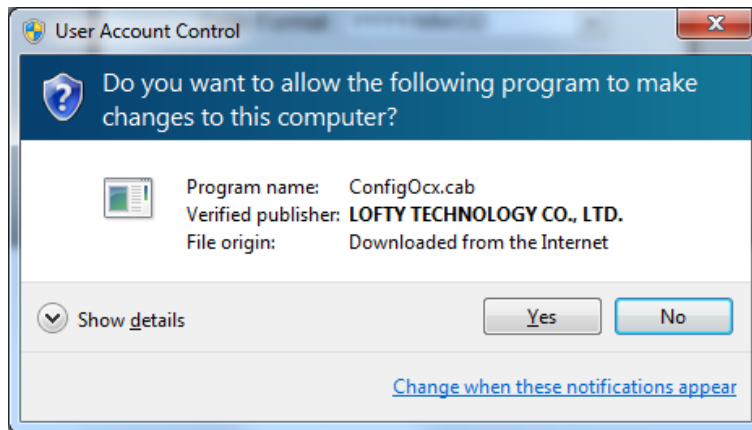 User Account Control
Do you want to allow the following program to make
changes to this computer?
Program name: ConfigOcx.cab
Verified publisher: LOFTY TECHNOLOGY CO., LTD.
File origin: Downloaded from the Internet
Show details
Yes
No
Change when these notifications appear